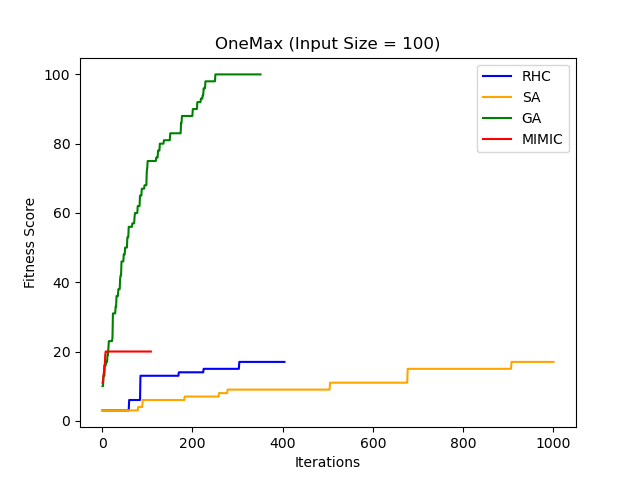 OneMax (Input Size = 100)
RHC
SA
GA
MIMIC
Fitness Score
100
80
60
40
20
0
0 200 400 600 800 1000
Iterations